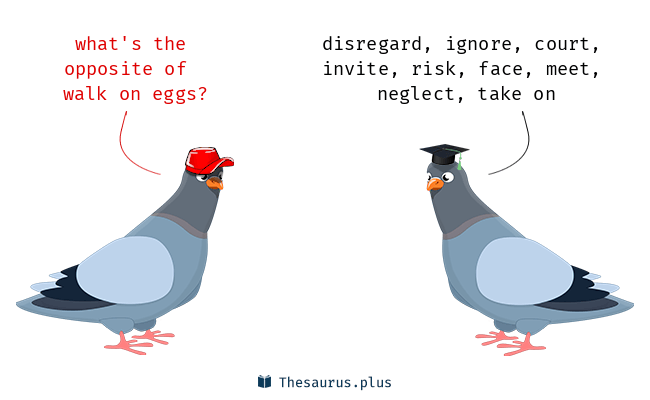 what's the
opposite of
walk on eggs?
disregard, ignore, court,
invite, risk, face, meet,
neglect, take on
Thesaurus.plus